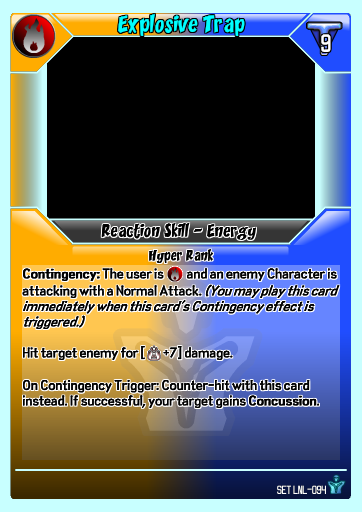 Explosive Trap
9
Reaction Skill - Energy
Hyper Rank
Contingency: The user is and an enemy Character is
attacking with a Normal Attack. (You may play this card
immediately when this card's Contingency effect is
triggered.)
Hit target enemy for [ +7] damage.
On Contingency Trigger: Counter-hit with this card
instead. If successful, your target gains Concussion.
SET LNL-094